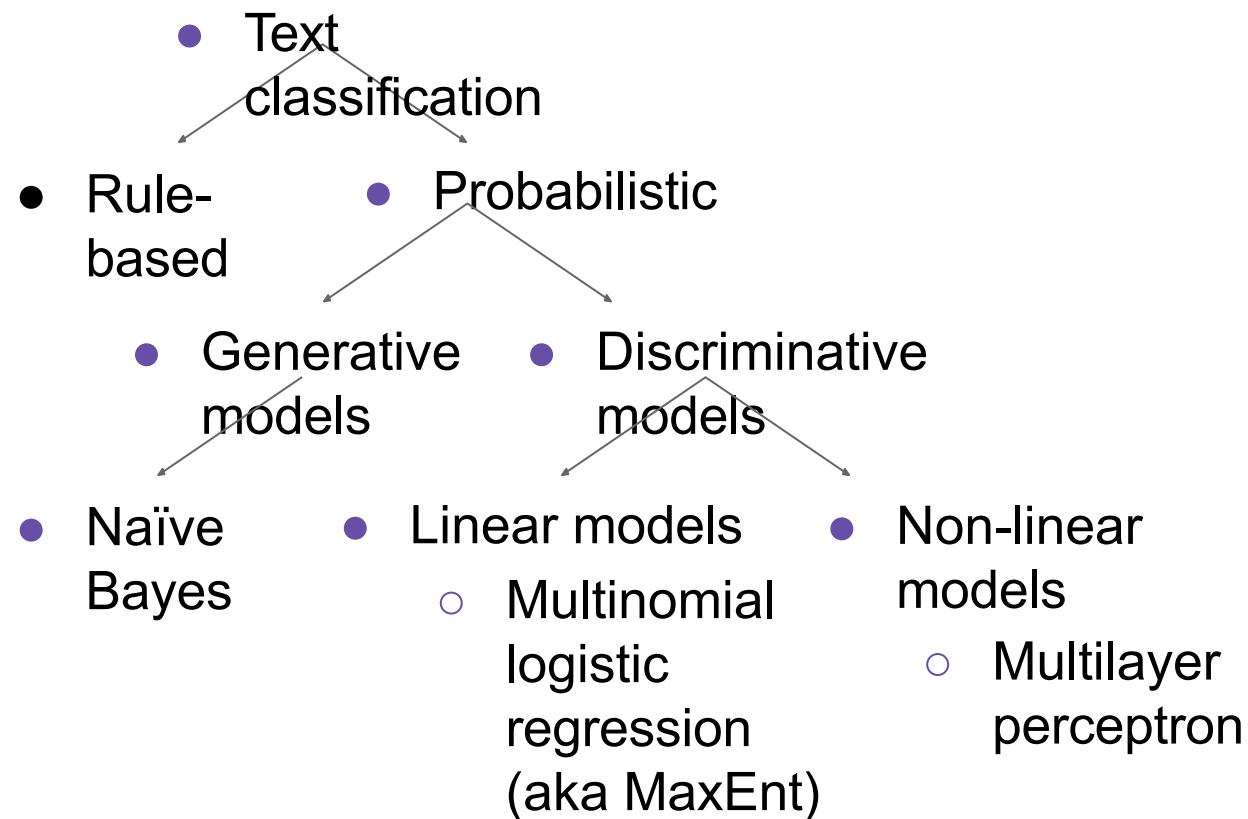 ● Text
classification
● Rule-
based
● Probabilistic
● Generative
models
● Discriminative
models
● Naïve
Bayes
● Linear models
○ Multinomial
logistic
regression
(aka MaxEnt)
● Non-linear
models
○ Multilayer
perceptron